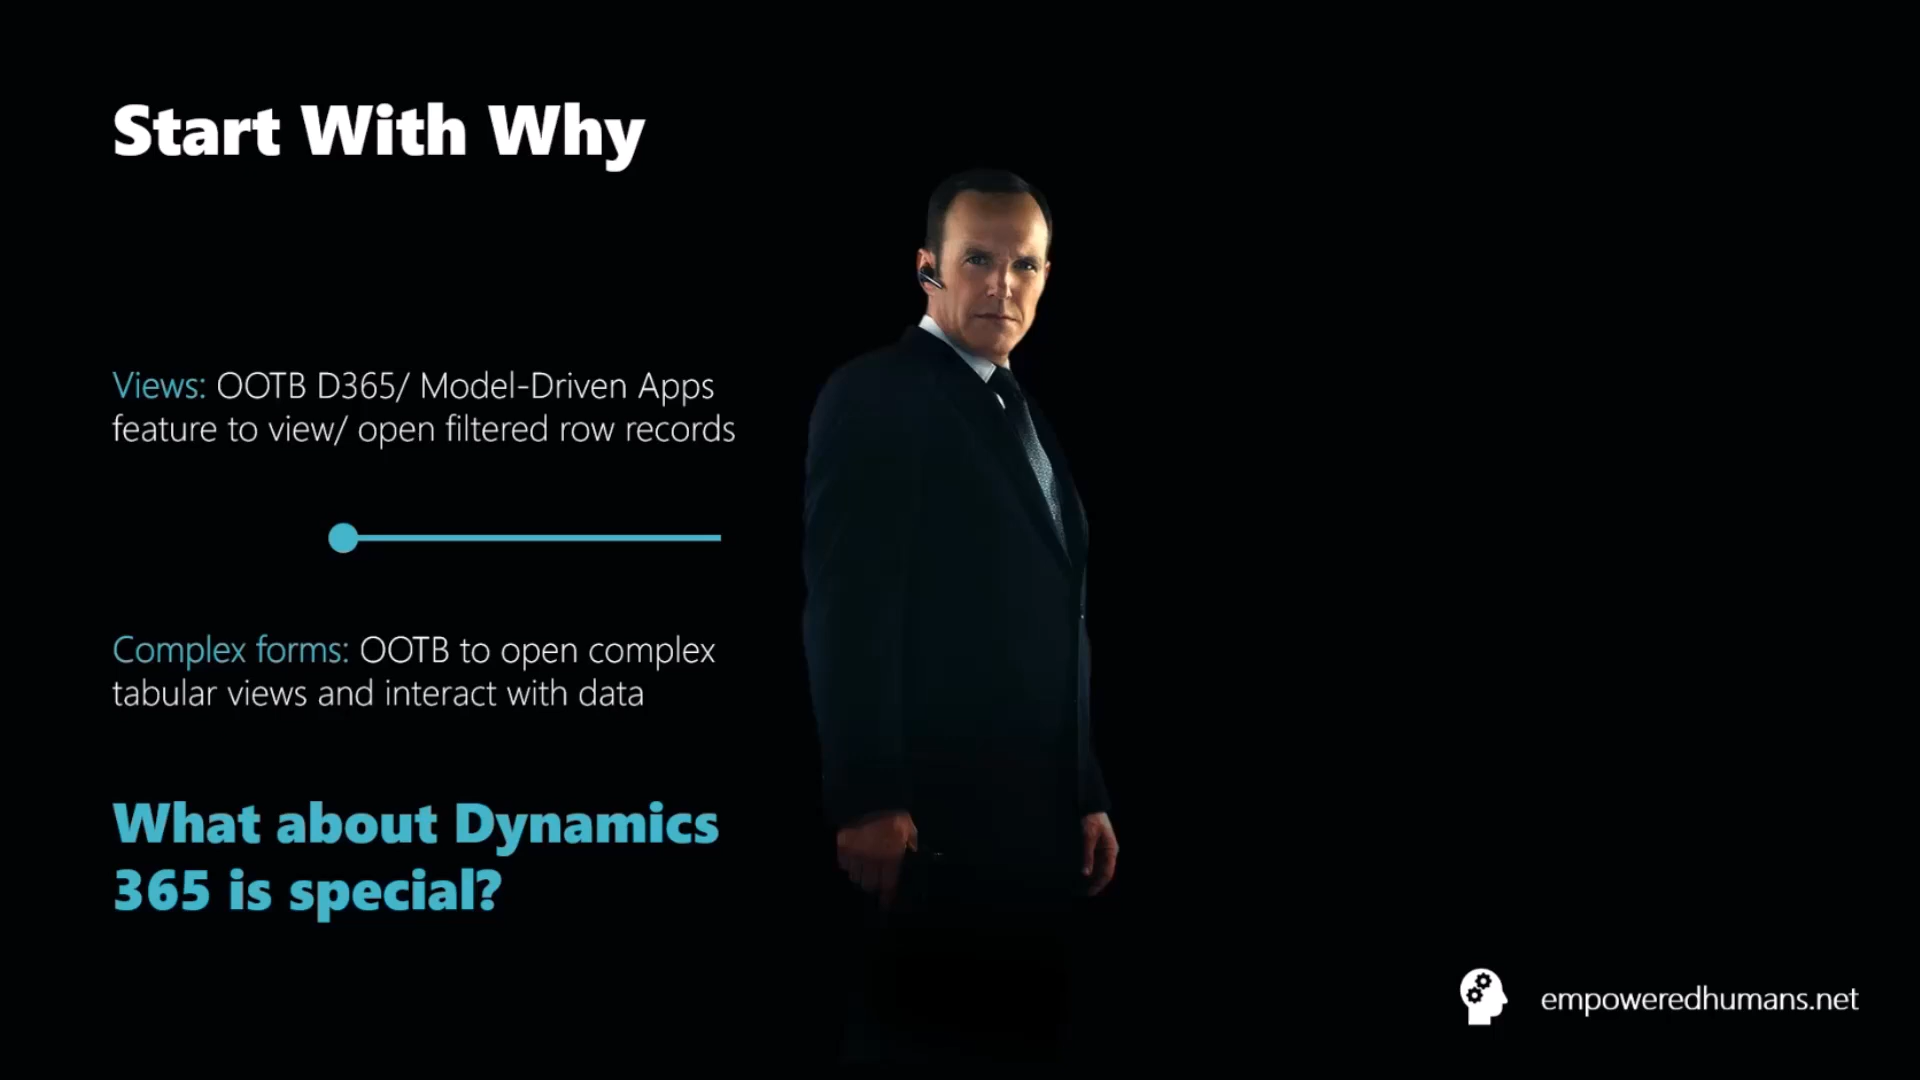 Start With Why
Views: OOTB D365/ Model-Driven Apps
feature to view/ open filtered row records
Complex forms: OOTB to open complex
tabular views and interact with data
What about Dynamics
365 is special?
empoweredhumans.net